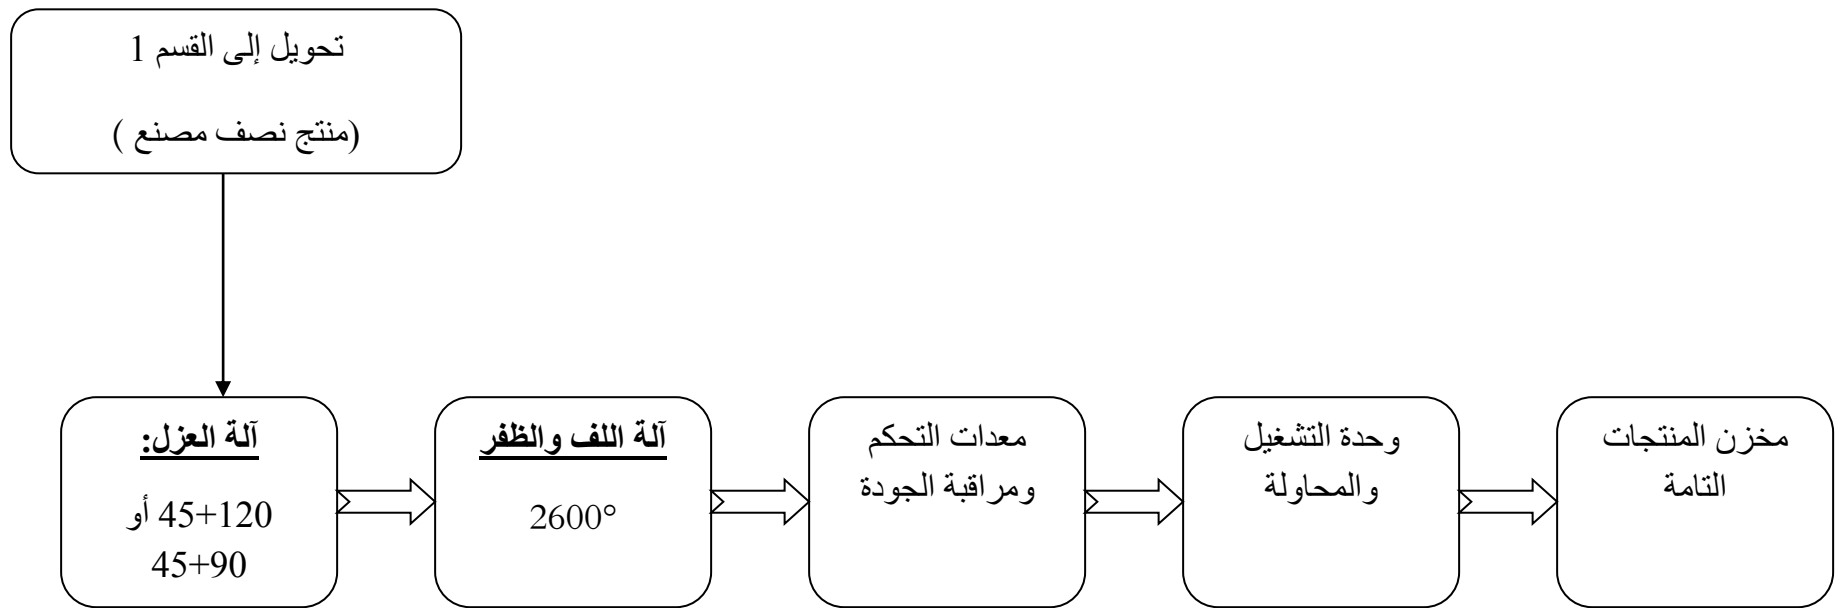 تحويل إلى القسم 1
(منتج نصف مصنع )
آلة العزل:
120+45 أو
90+45
آلة اللف والظفر
2600°
معدات التحكم
ومراقبة الجودة
وحدة التشغيل
والمحاولة
مخزن المنتجات
التامة